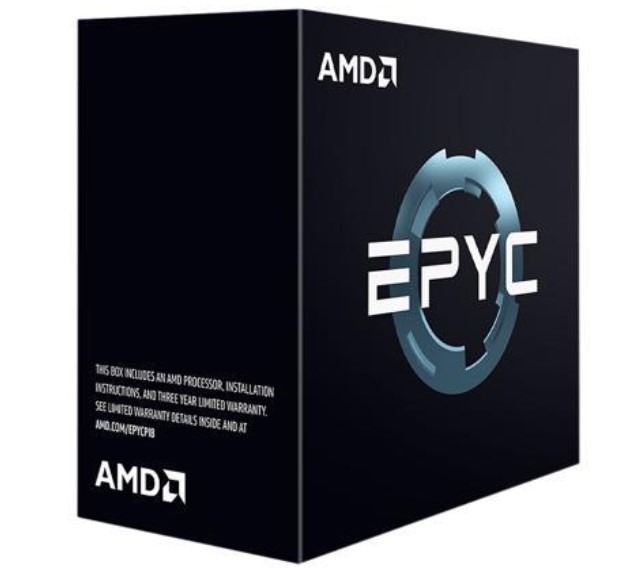 AMD
EPYC
THIS BOX INCLUDES AN AMD PROCESSOR, INSTALLATION
INSTRUCTIONS, AND THREE YEAR LIMITED WARRANTY.
SEE LIMITED WARRANTY DETAILS INSIDE AND AT
AMD.COM/EPYCPIB
AMD